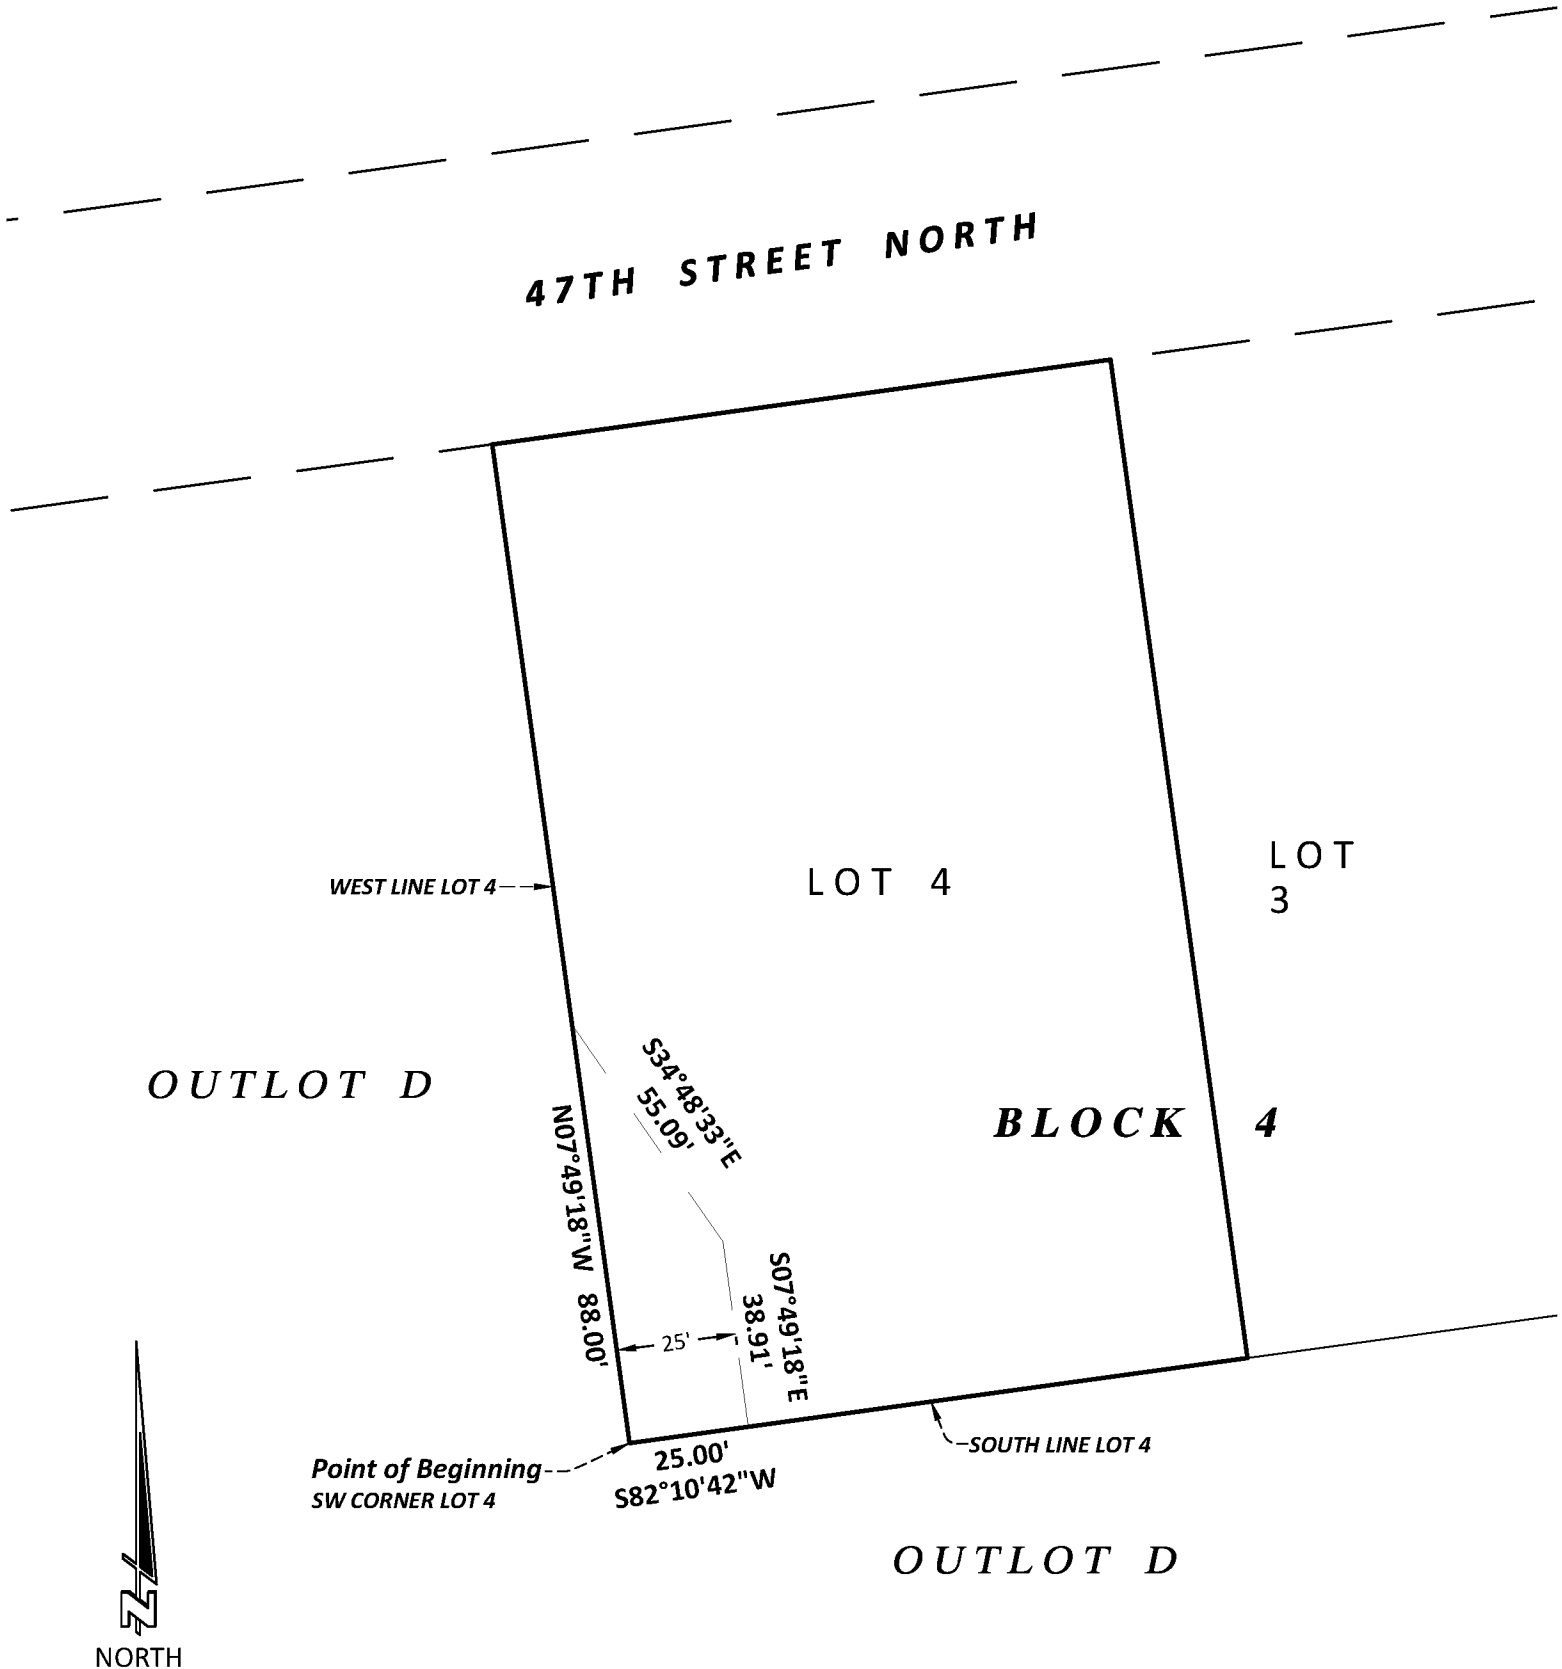 47TH STREET NORTH
LOT 4
LOT
3
WEST LINE LOT 4
OUTLOT D
S34°48'33"E
55.09'
BLOCK 4
N07°49'18"W 88.00'
S07°49'18"E
38.91'
25'
Point of Beginning
SW CORNER LOT 4
25.00'
S82°10'42"W
SOUTH LINE LOT 4
OUTLOT D
N
NORTH